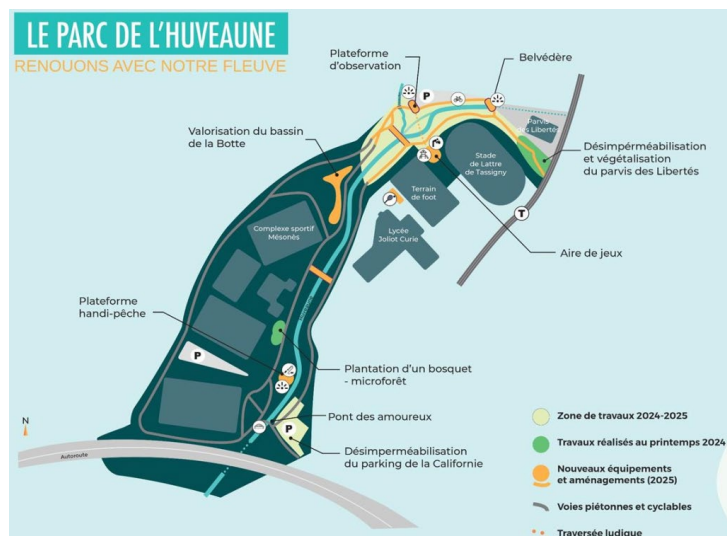 LE PARC DE L'HUVEAUNE
RENOUONS AVEC NOTRE FLEUVE
Plateforme
d'observation
Belvédère
P
Parvis
des Libertés
Valorisation du bassin
de la Botte
Désimperméabilisation
et végétalisation
du parvis des Libertés
Stade
de Lattre
de Tassigny
Terrain
de foot
T
Lycée
Joliot Curie
Complexe sportif
Mésonès
Aire de jeux
Plateforme
handi-pêche
P
Plantation d'un bosquet
- microforêt
Pont des amoureux
P
Désimperméabilisation
du parking de la Californie
N
Autoroute
Zone de travaux 2024-2025
Travaux réalisés au printemps 2024
Nouveaux équipements
et aménagements (2025)
Voies piétonnes et cyclables
Traversée ludique